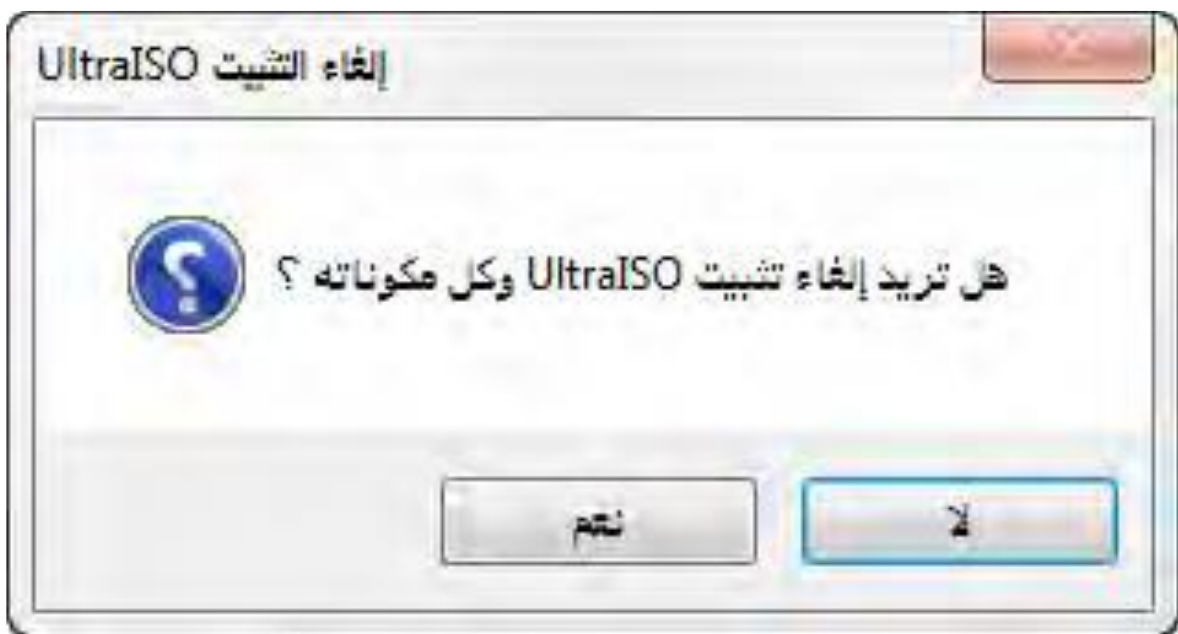 إلغاء التثبيت UltraISO
هل تريد إلغاء تثبيت UltraISO وكل مكوناته ؟
نعم
لا